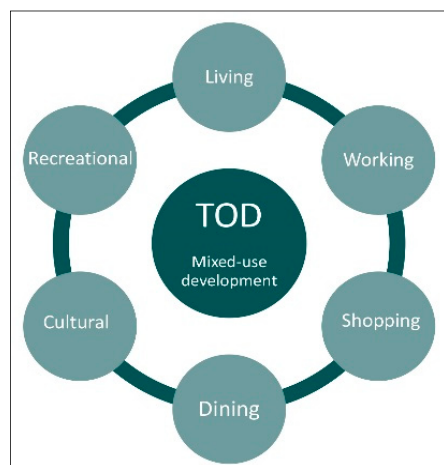 Living
Working
Shopping
Dining
Cultural
Recreational
TOD
Mixed-use
development